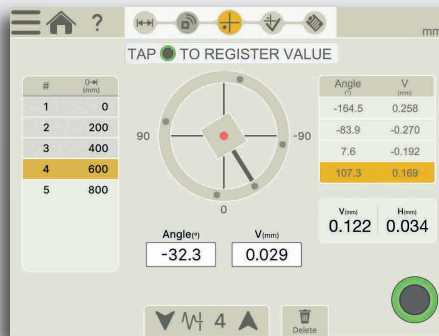 ?
mm
TAP TO REGISTER VALUE
# 0 (mm)
1 0
2 200
3 400
4 600
5 800
90
-90
0
Angle(°) V(mm)
-32.3 0.029
Angle V
(°) (mm)
-164.5 0.258
-83.9 -0.270
7.6 -0.192
107.3 0.169
V(mm) H(mm)
0.122 0.034
4
Delete